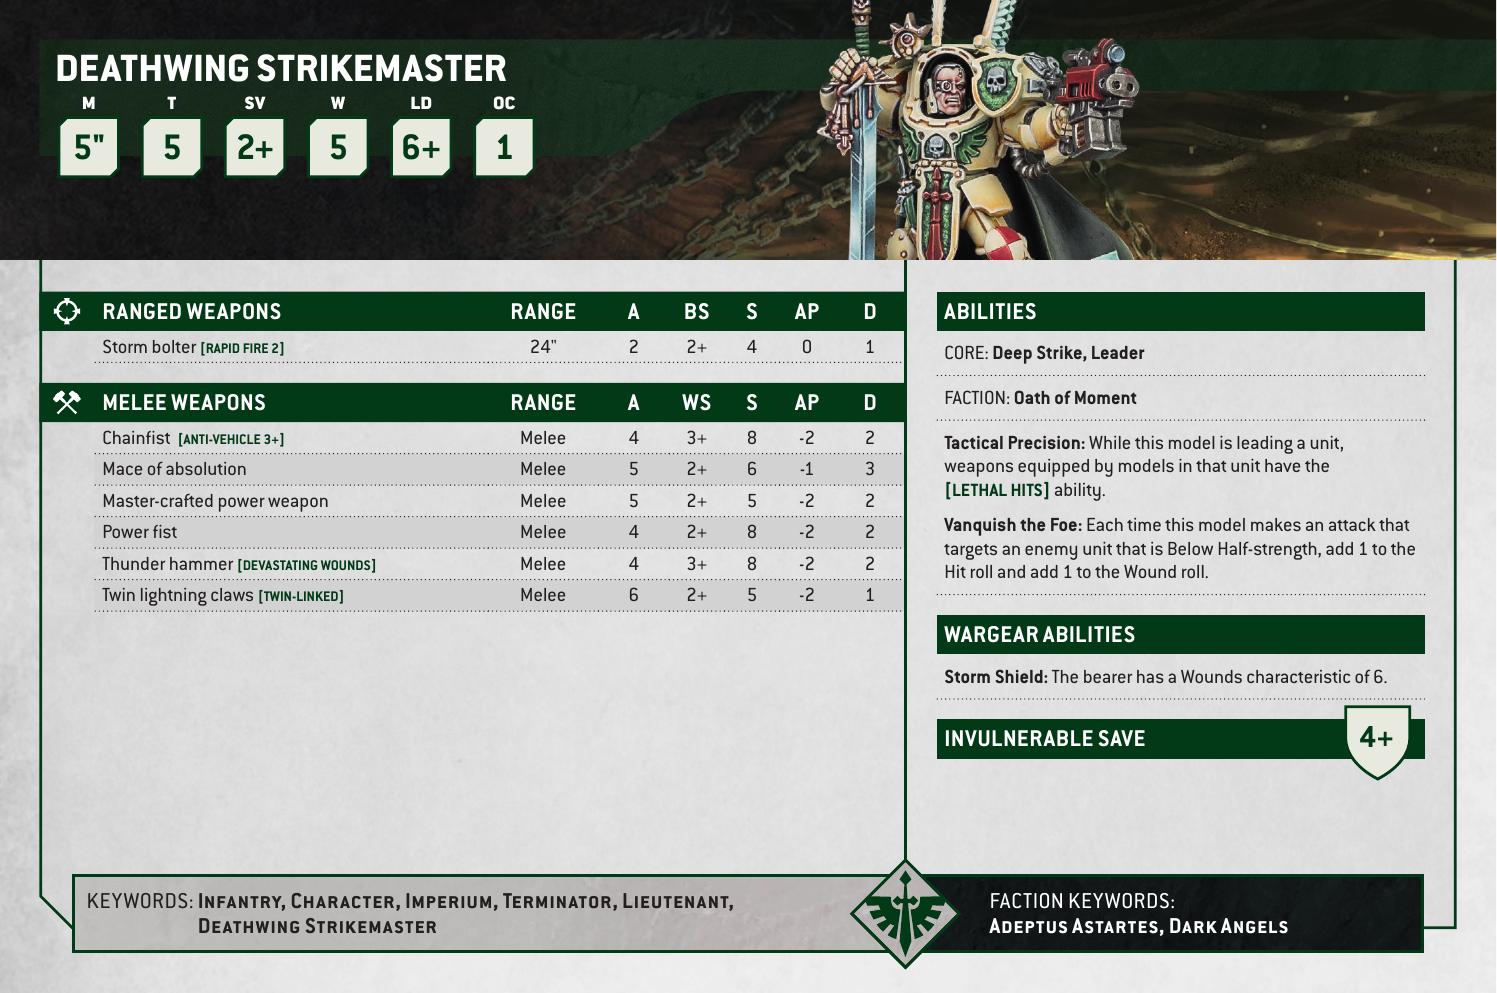 DEATHWING STRIKEMASTER
M T SV W LD OC
5" 5 2+ 5 6+ 1
RANGED WEAPONS RANGE A BS S AP D
Storm bolter [RAPID FIRE 2] 24" 2 2+ 4 0 1
MELEE WEAPONS RANGE A WS S AP D
Chainfist [ANTI-VEHICLE 3+] Melee 4 3+ 8 -2 2
Mace of absolution Melee 5 2+ 6 -1 3
Master-crafted power weapon Melee 5 2+ 5 -2 2
Power fist Melee 4 2+ 8 -2 2
Thunder hammer [DEVASTATING WOUNDS] Melee 4 3+ 8 -2 2
Twin lightning claws [TWIN-LINKED] Melee 6 2+ 5 -2 1
ABILITIES
CORE: Deep Strike, Leader
FACTION: Oath of Moment
Tactical Precision: While this model is leading a unit,
weapons equipped by models in that unit have the
[LETHAL HITS] ability.
Vanquish the Foe: Each time this model makes an attack that
targets an enemy unit that is Below Half-strength, add 1 to the
Hit roll and add 1 to the Wound roll.
WARGEAR ABILITIES
Storm Shield: The bearer has a Wounds characteristic of 6.
INVULNERABLE SAVE 4+
KEYWORDS: INFANTRY, CHARACTER, IMPERIUM, TERMINATOR, LIEUTENANT,
DEATHWING STRIKEMASTER
FACTION KEYWORDS:
ADEPTUS ASTARTES, DARK ANGELS